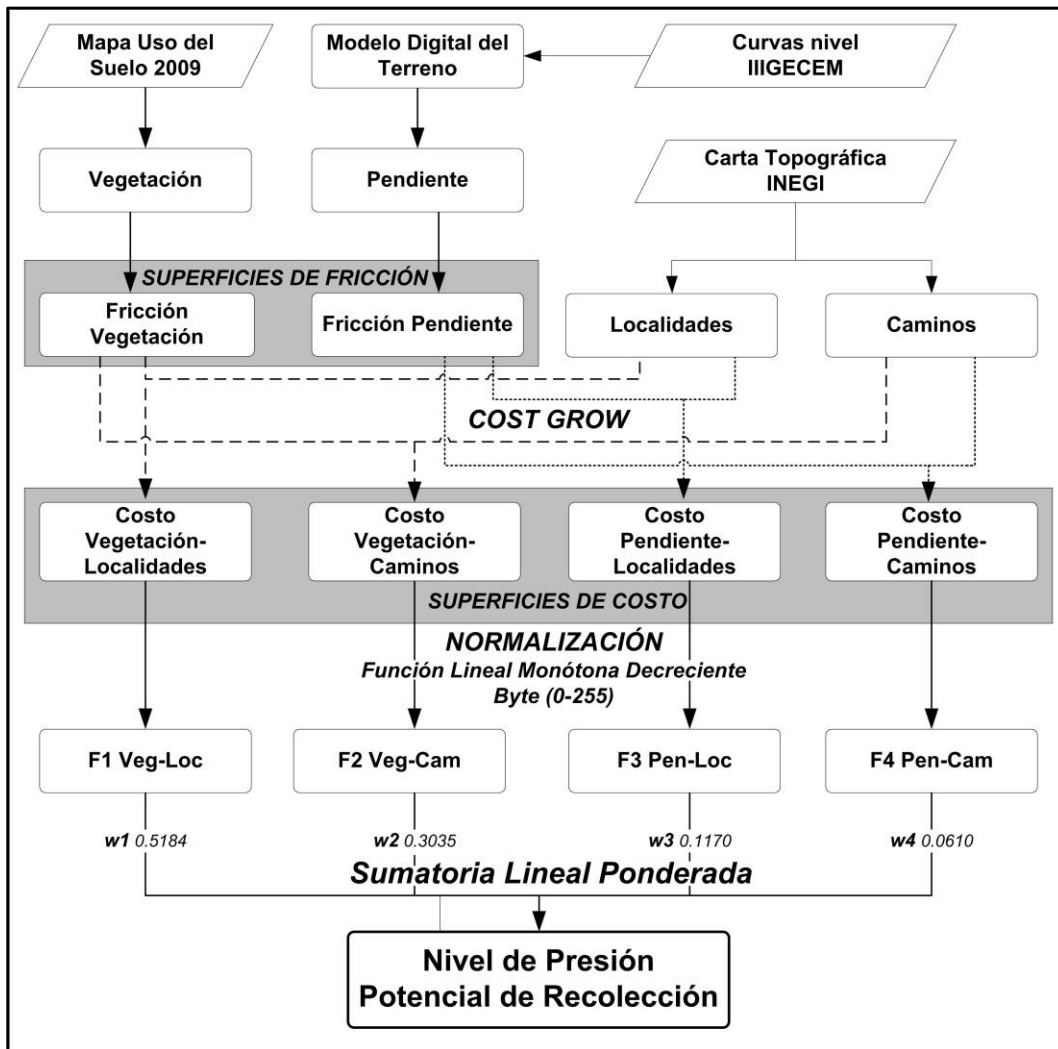 Mapa Uso del
Suelo 2009
Modelo Digital del
Terreno
Curvas nivel
IIIGECEM
Vegetación
Pendiente
Carta Topográfica
INEGI
SUPERFICIES DE FRICCIÓN
Fricción
Vegetación
Fricción Pendiente
Localidades
Caminos
COST GROW
Costo
Vegetación-
Localidades
Costo
Vegetación-
Caminos
Costo
Pendiente-
Localidades
Costo
Pendiente-
Caminos
SUPERFICIES DE COSTO
NORMALIZACIÓN
Función Lineal Monótona Decreciente
Byte (0-255)
F1 Veg-Loc
F2 Veg-Cam
F3 Pen-Loc
F4 Pen-Cam
w1 0.5184
w2 0.3035
w3 0.1170
w4 0.0610
Sumatoria Lineal Ponderada
Nivel de Presión
Potencial de Recolección